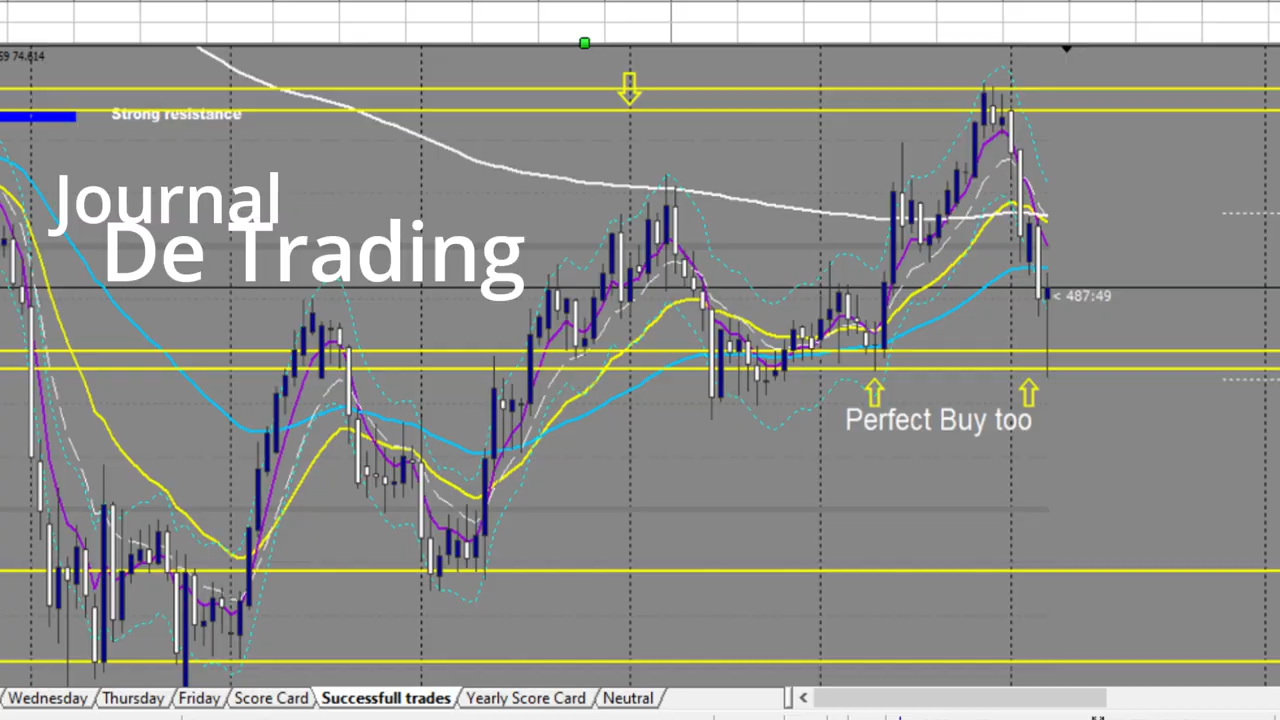 74.614
Strong resistance
Journal
De Trading
< 487:49
Perfect Buy too
Wednesday
Thursday
Friday
Score Card
Successfull trades
Yearly Score Card
Neutral